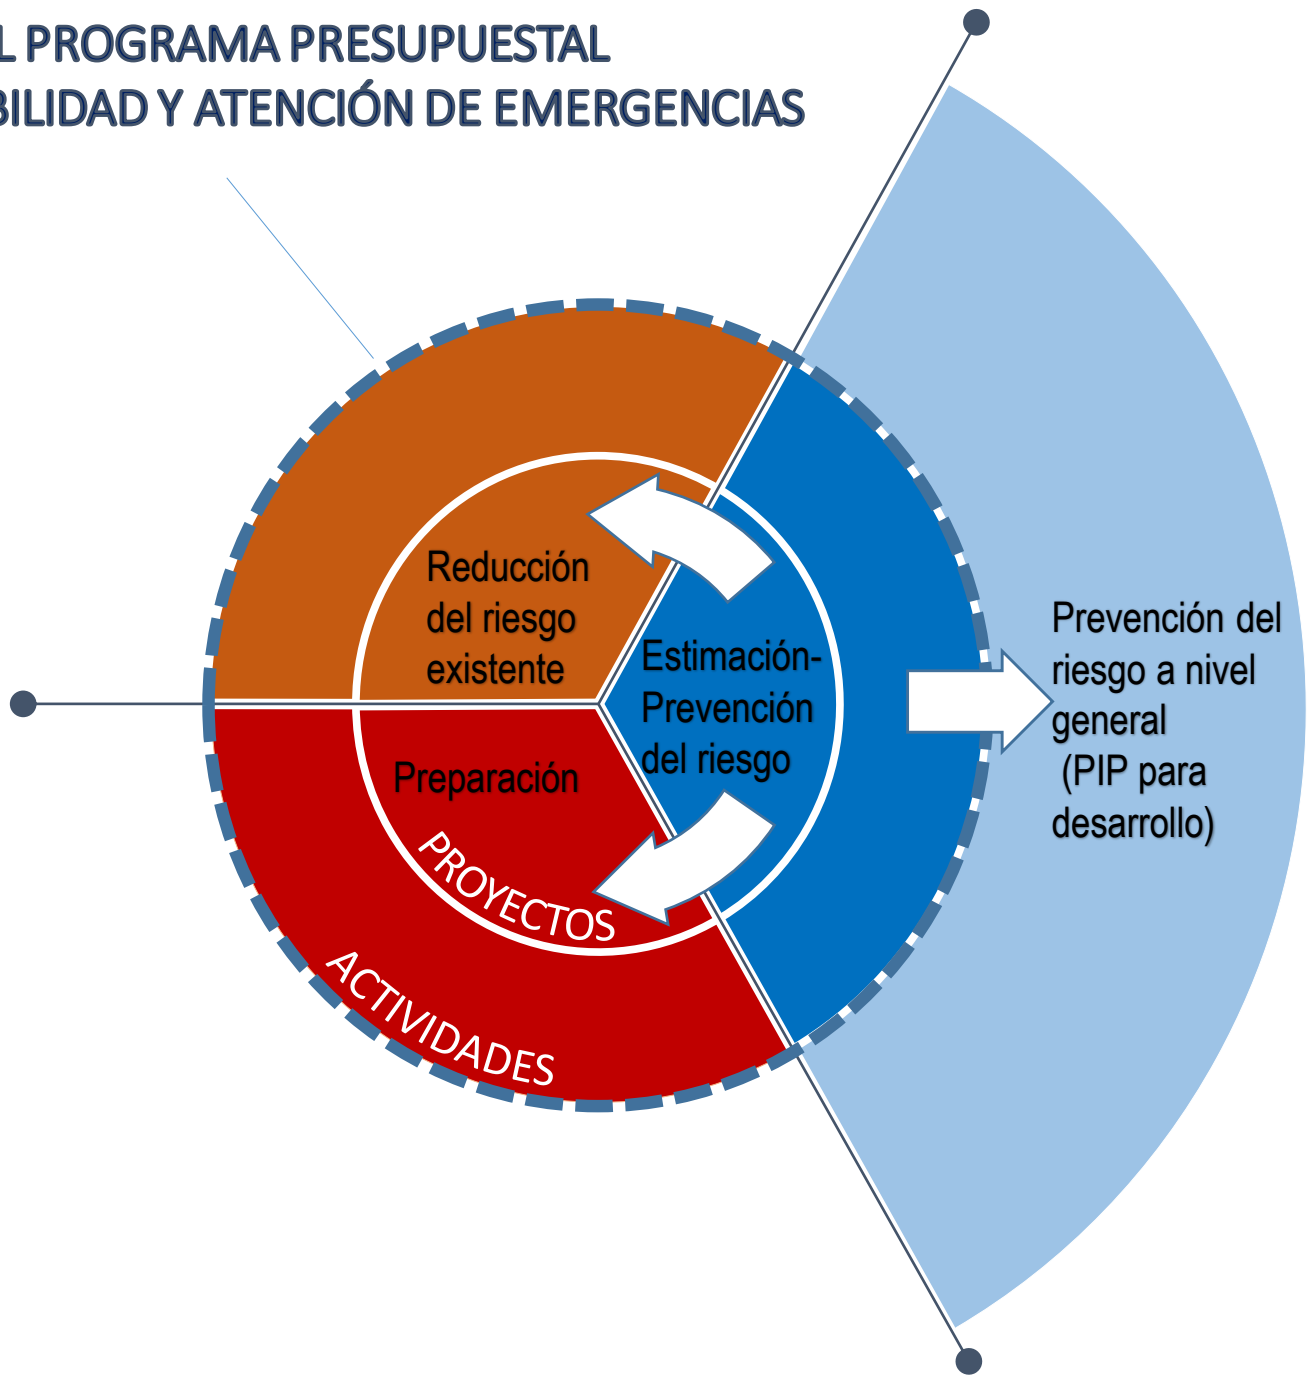 L PROGRAMA PRESUPUESTAL
BILIDAD Y ATENCIÓN DE EMERGENCIAS
Reducción
del riesgo
existente
Estimación-
Prevención
del riesgo
Preparación
PROYECTOS
ACTIVIDADES
Prevención del
riesgo a nivel
general
(PIP para
desarrollo)